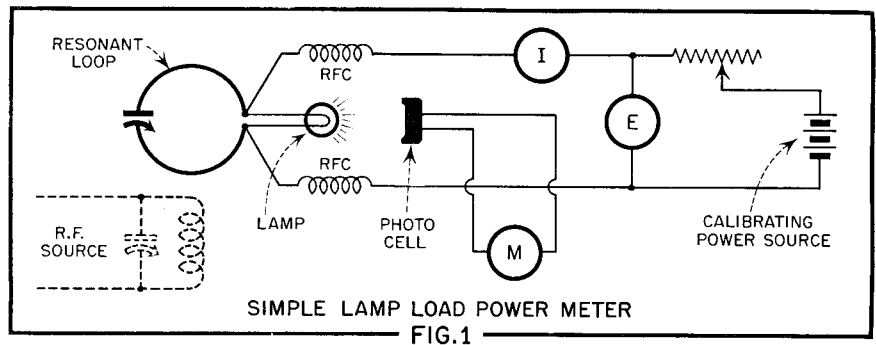 RESONANT
LOOP
RFC
I
E
RFC
LAMP
PHOTO
CELL
M
R.F.
SOURCE
CALIBRATING
POWER SOURCE
SIMPLE LAMP LOAD POWER METER
FIG.1